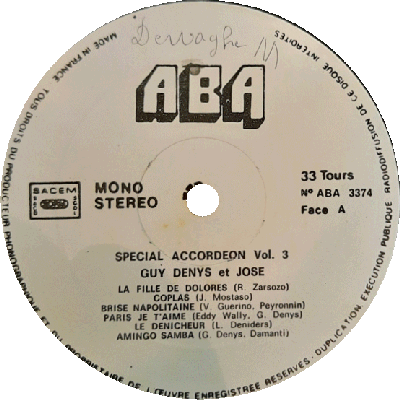 Dervaghe M
ABA
MADE IN FRANCE . TOUS DROITS DU PRODUCTEUR PHONOGRAPHIQUE ET DU PROPRIETAIRE DE L'ŒUVRE ENREGISTREE RESERVES . DUPLICATION EXECUTION PUBLIQUE RADIODIFFUSION DE CE DISQUE INTERDITES
SACEM
MONO
STEREO
33 Tours
N° ABA 3374
Face A
SPECIAL ACCORDEON Vol. 3
GUY DENYS et JOSE
LA FILLE DE DOLORES (R. Zarsozo)
COPLAS (J. Mostaso)
BRISE NAPOLITAINE (V. Guerino, Peyronnin)
PARIS JE T'AIME (Eddy Wally, G. Denys)
LE DENICHEUR (L. Deniders)
AMINGO SAMBA (G. Denys, Damanti)